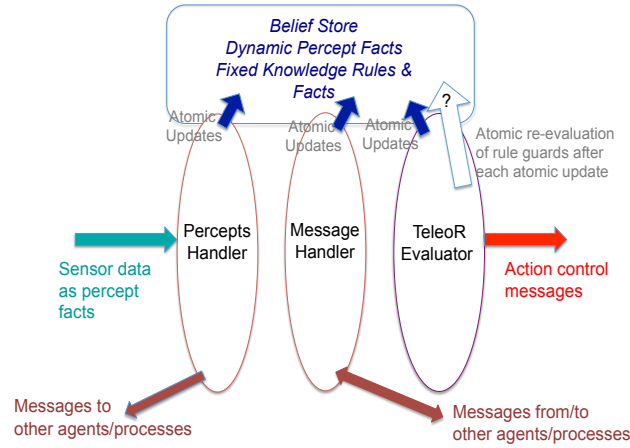 Belief Store
Dynamic Percept Facts
Fixed Knowledge Rules &
Facts
?
Atomic
Updates
Atomic
Updates
Atomic
Updates
Atomic re-evaluation
of rule guards after
each atomic update
Percepts
Handler
Message
Handler
TeleoR
Evaluator
Sensor data
as percept
facts
Action control
messages
Messages to
other agents/processes
Messages from/to
other agents/processes